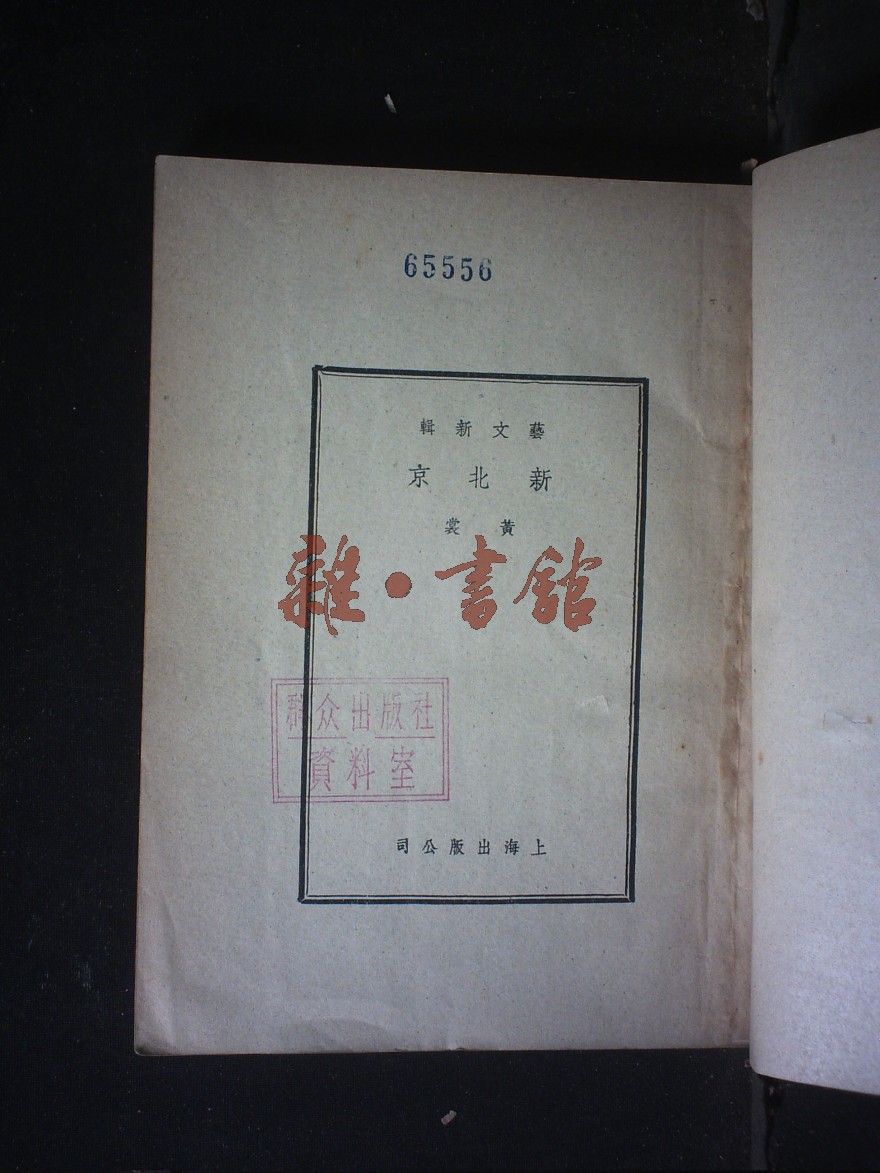 65556
藝文新輯
新北京
黃裳
雜·書館
群众出版社
資料室
上海出版公司